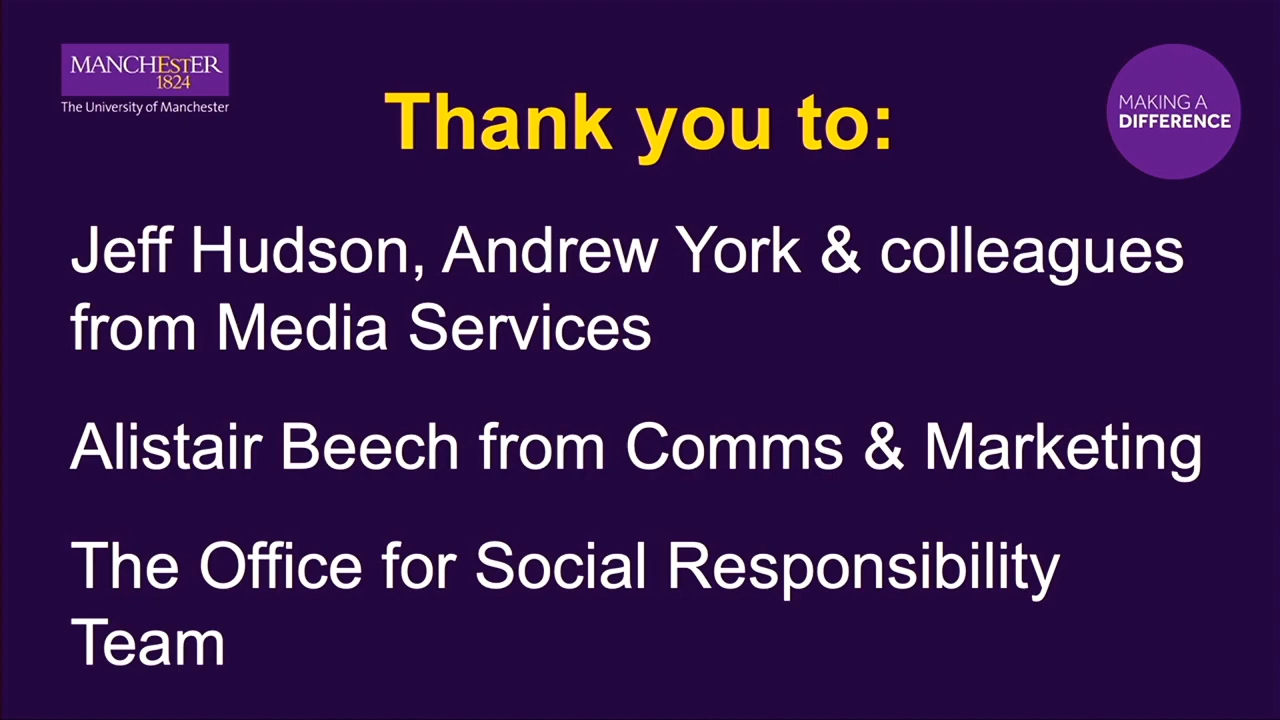 MANCHESTER
1824
The University of Manchester
Thank you to:
MAKING A
DIFFERENCE
Jeff Hudson, Andrew York & colleagues
from Media Services
Alistair Beech from Comms & Marketing
The Office for Social Responsibility
Team